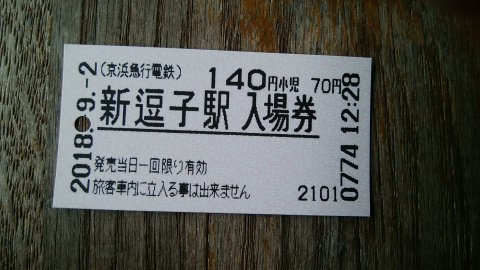 2018.-9.-2
(京浜急行電鉄)
140円小児 70円
新逗子駅 入場券
発売当日一回限り有効
旅客車内に立入る事は出来ません
2101
0774 12:28